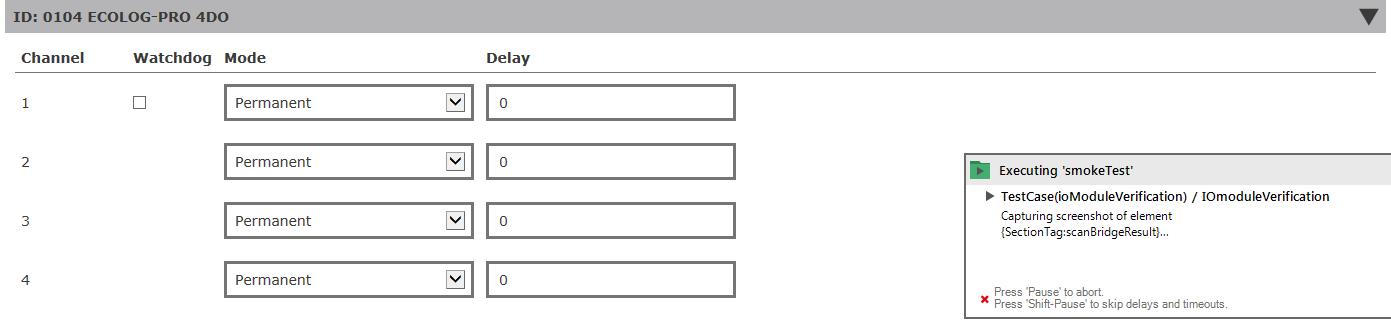 ID: 0104 ECOLOG-PRO 4DO
Channel Watchdog Mode Delay
1 Permanent 0
2 Permanent 0
3 Permanent 0
4 Permanent 0
Executing 'smokeTest'
TestCase(ioModuleVerification) / IOmoduleVerification
Capturing screenshot of element
{SectionTag:scanBridgeResult}...
Press 'Pause' to abort.
Press 'Shift-Pause' to skip delays and timeouts.